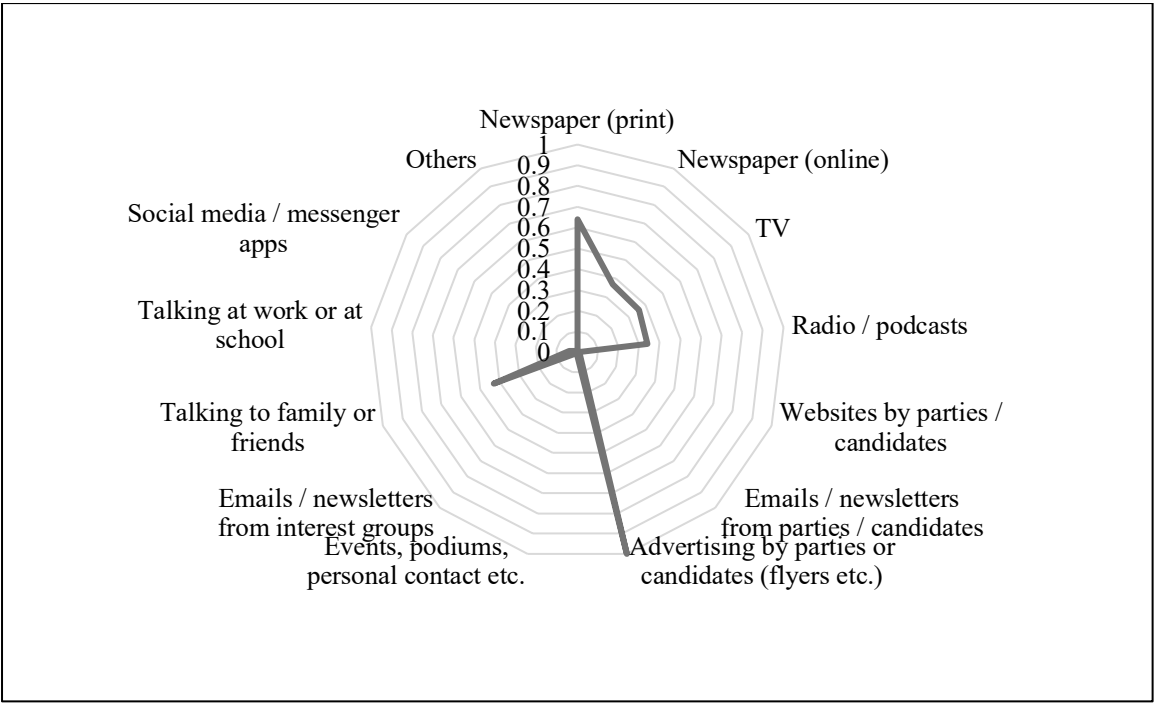 Newspaper (print)
Newspaper (online)
TV
Radio / podcasts
Websites by parties /
candidates
Emails / newsletters
from parties / candidates
Advertising by parties or
candidates (flyers etc.)
Events, podiums,
personal contact etc.
Emails / newsletters
from interest groups
Talking to family or
friends
Talking at work or at
school
Social media / messenger
apps
Others
1
0.9
0.8
0.7
0.6
0.5
0.4
0.3
0.2
0.1
0